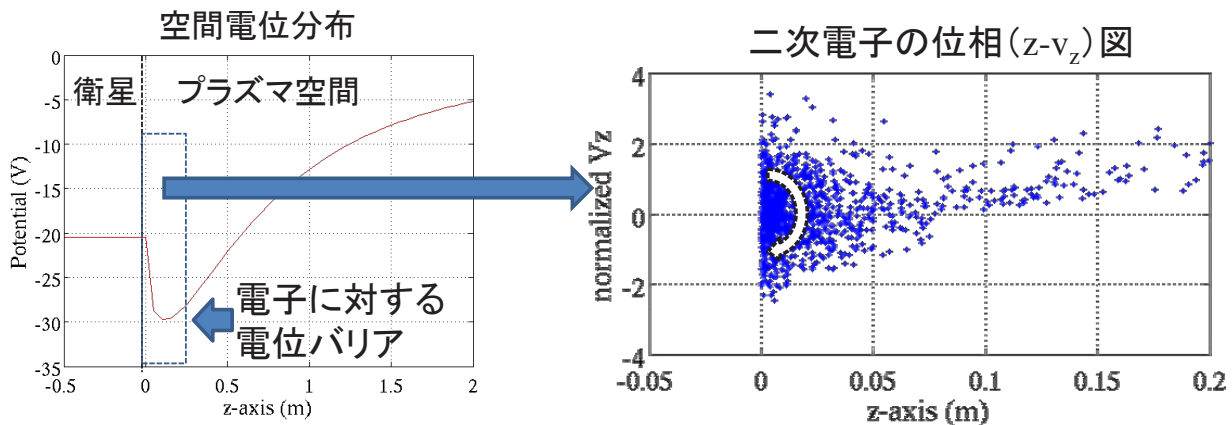 空間電位分布
0
-5
-10
-15
-20
-25
-30
-35
Potential (V)
衛星
プラズマ空間
電子に対する
電位バリア
-0.5
0
0.5
1
1.5
2
z-axis (m)
二次電子の位相(z-vz)図
4
2
0
-2
-4
normalized Vz
-0.05
0
0.05
0.1
0.15
0.2
z-axis (m)